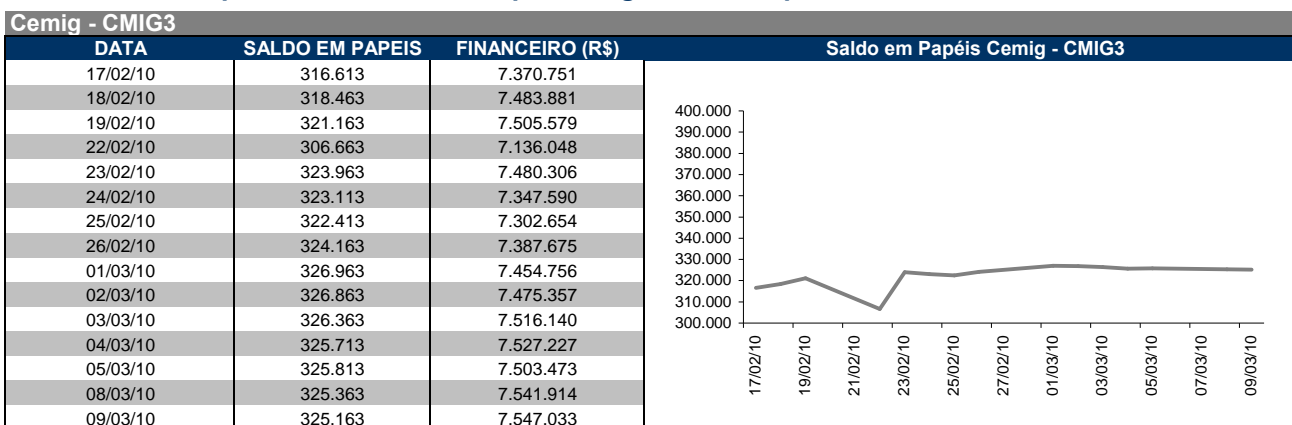 Cemig - CMIG3
DATA SALDO EM PAPEIS FINANCEIRO (R$) Saldo em Papéis Cemig - CMIG3
17/02/10 316.613 7.370.751
18/02/10 318.463 7.483.881
19/02/10 321.163 7.505.579
22/02/10 306.663 7.136.048
23/02/10 323.963 7.480.306
24/02/10 323.113 7.347.590
25/02/10 322.413 7.302.654
26/02/10 324.163 7.387.675
01/03/10 326.963 7.454.756
02/03/10 326.863 7.475.357
03/03/10 326.363 7.516.140
04/03/10 325.713 7.527.227
05/03/10 325.813 7.503.473
08/03/10 325.363 7.541.914
09/03/10 325.163 7.547.033
400.000
390.000
380.000
370.000
360.000
350.000
340.000
330.000
320.000
310.000
300.000
17/02/10
19/02/10
21/02/10
23/02/10
25/02/10
27/02/10
01/03/10
03/03/10
05/03/10
07/03/10
09/03/10